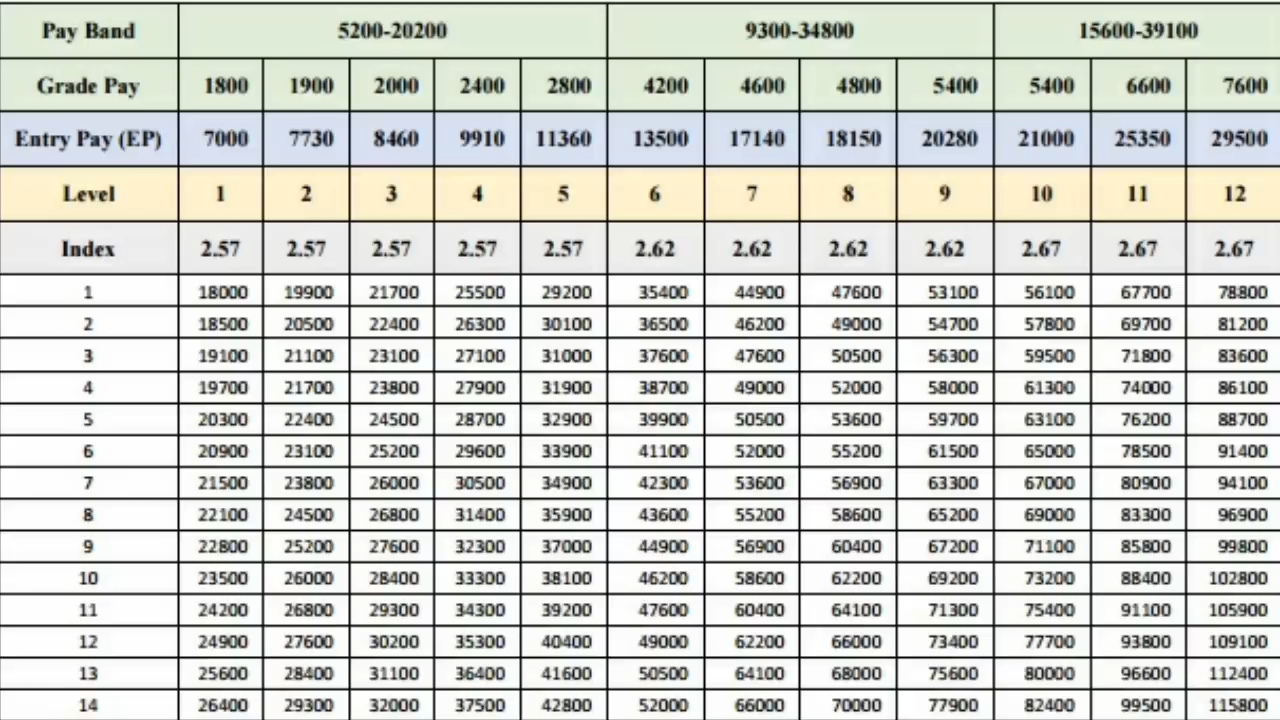 Pay Band 5200-20200 9300-34800 15600-39100
Grade Pay 1800 1900 2000 2400 2800 4200 4600 4800 5400 5400 6600 7600
Entry Pay (EP) 7000 7730 8460 9910 11360 13500 17140 18150 20280 21000 25350 29500
Level 1 2 3 4 5 6 7 8 9 10 11 12
Index 2.57 2.57 2.57 2.57 2.57 2.62 2.62 2.62 2.62 2.67 2.67 2.67
1 18000 19900 21700 25500 29200 35400 44900 47600 53100 56100 67700 78800
2 18500 20500 22400 26300 30100 36500 46200 49000 54700 57800 69700 81200
3 19100 21100 23100 27100 31000 37600 47600 50500 56300 59500 71800 83600
4 19700 21700 23800 27900 31900 38700 49000 52000 58000 61300 74000 86100
5 20300 22400 24500 28700 32900 39900 50500 53600 59700 63100 76200 88700
6 20900 23100 25200 29600 33900 41100 52000 55200 61500 65000 78500 91400
7 21500 23800 26000 30500 34900 42300 53600 56900 63300 67000 80900 94100
8 22100 24500 26800 31400 35900 43600 55200 58600 65200 69000 83300 96900
9 22800 25200 27600 32300 37000 44900 56900 60400 67200 71100 85800 99800
10 23500 26000 28400 33300 38100 46200 58600 62200 69200 73200 88400 102800
11 24200 26800 29300 34300 39200 47600 60400 64100 71300 75400 91100 105900
12 24900 27600 30200 35300 40400 49000 62200 66000 73400 77700 93800 109100
13 25600 28400 31100 36400 41600 50500 64100 68000 75600 80000 96600 112400
14 26400 29300 32000 37500 42800 52000 66000 70000 77900 82400 99500 115800